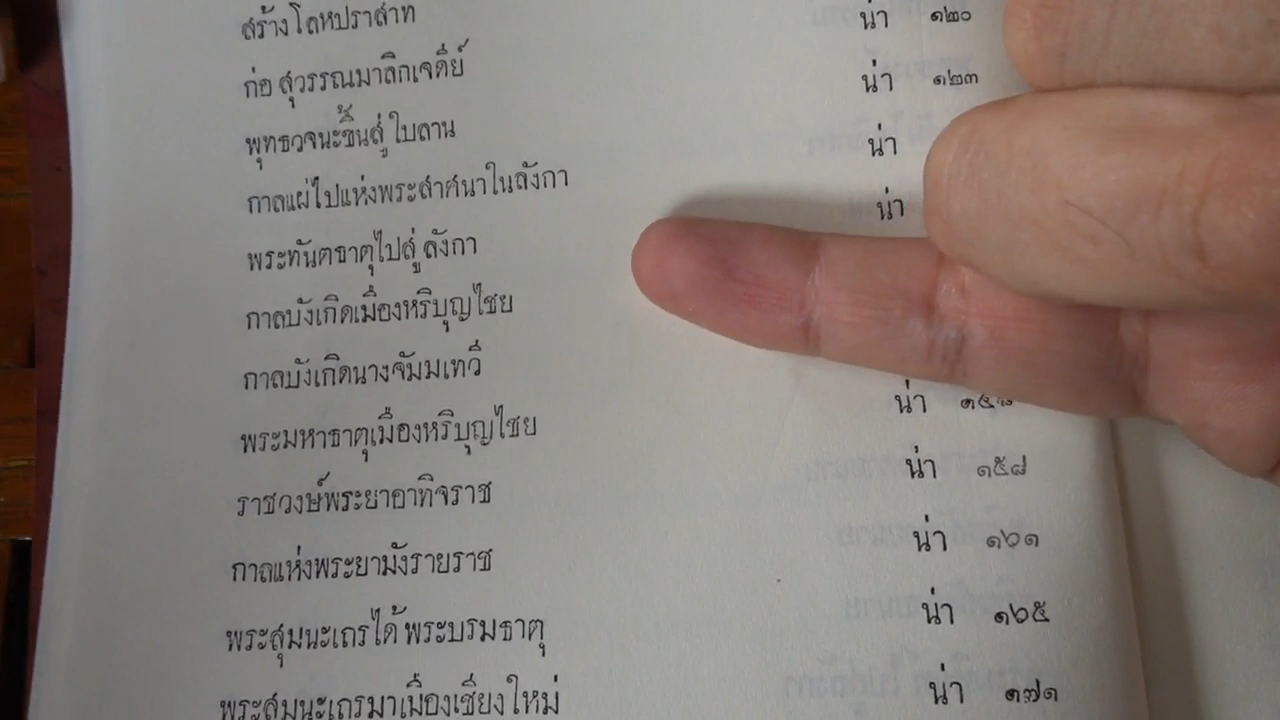 สร้างโลหปราสาท น่า ๑๒๐
ก่อ สุวรรณมาลิกเจดีย์ น่า ๑๒๓
พุทธวจนะขึ้นสู่ ใบลาน น่า
กาลแผ่ไปแห่งพระสาศนาในลังกา น่า
พระทันตธาตุไปสู่ ลังกา
กาลบังเกิดเมืองหริบุญไชย
กาลบังเกิดนางจัมมเทวี
พระมหาธาตุเมืองหริบุญไชย น่า
ราชวงษ์พระยาอาทิจราช น่า ๑๕๘
กาลแห่งพระยามังรายราช น่า ๑๖๑
พระสุมนะเถรได้ พระบรมธาตุ น่า ๑๖๕
พระสุมนะเถรมาเมืองเชียงใหม่ น่า ๑๗๑